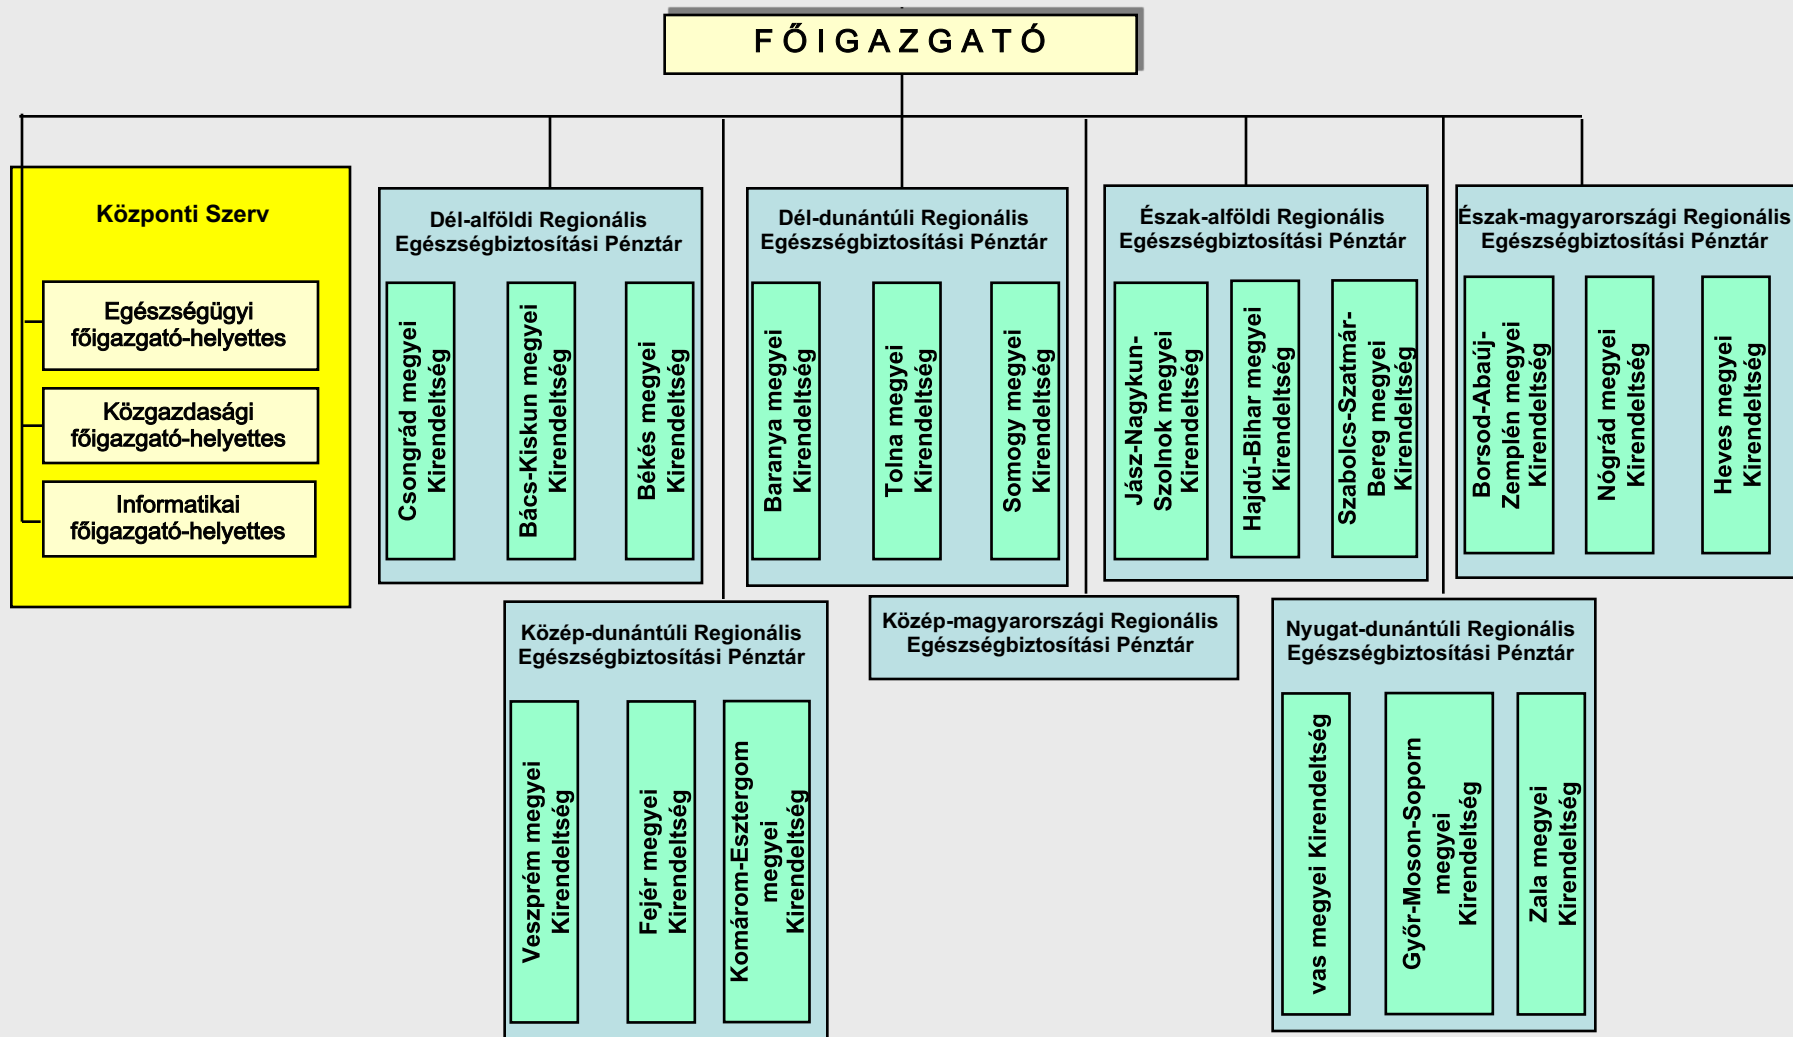 FŐIGAZGATÓ
Központi Szerv
Egészségügyi
főigazgató-helyettes
Közgazdasági
főigazgató-helyettes
Informatikai
főigazgató-helyettes
Dél-alföldi Regionális
Egészségbiztosítási Pénztár
Csongrád megyei
Kirendeltség
Bács-Kiskun megyei
Kirendeltség
Békés megyei
Kirendeltség
Dél-dunántúli Regionális
Egészségbiztosítási Pénztár
Baranya megyei
Kirendeltség
Tolna megyei
Kirendeltség
Somogy megyei
Kirendeltség
Észak-alföldi Regionális
Egészségbiztosítási Pénztár
Jász-Nagykun-
Szolnok megyei
Kirendeltség
Hajdú-Bihar megyei
Kirendeltség
Szabolcs-Szatmár-
Bereg megyei
Kirendeltség
Észak-magyarországi Regionális
Egészségbiztosítási Pénztár
Borsod-Abaúj-
Zemplén megyei
Kirendeltség
Nógrád megyei
Kirendeltség
Heves megyei
Kirendeltség
Közép-dunántúli Regionális
Egészségbiztosítási Pénztár
Veszprém megyei
Kirendeltség
Fejér megyei
Kirendeltség
Komárom-Esztergom
megyei
Kirendeltség
Közép-magyarországi Regionális
Egészségbiztosítási Pénztár
Nyugat-dunántúli Regionális
Egészségbiztosítási Pénztár
vas megyei Kirendeltség
Győr-Moson-Soporn
megyei
Kirendeltség
Zala megyei
Kirendeltség